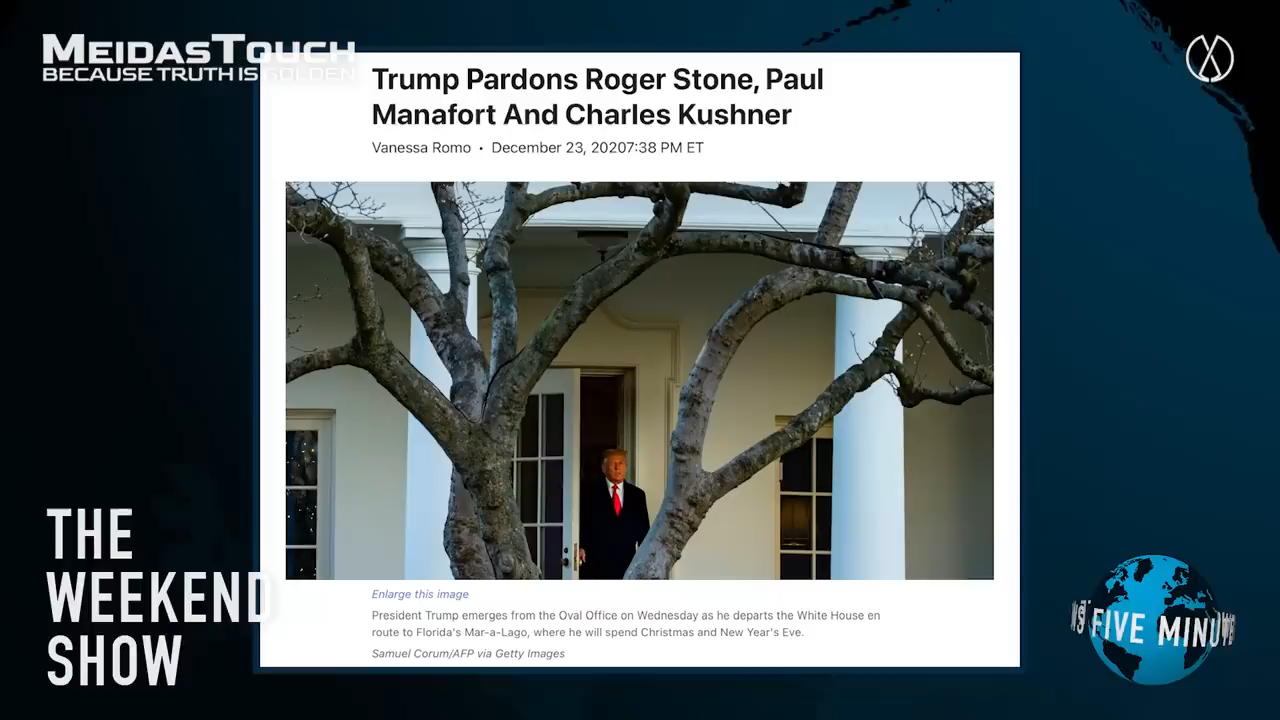 MEIDASTOUCH
BECAUSE TRUTH IS GOLDEN
Trump Pardons Roger Stone, Paul
Manafort And Charles Kushner
Vanessa Romo • December 23, 20207:38 PM ET
Enlarge this image
President Trump emerges from the Oval Office on Wednesday as he departs the White House en
route to Florida's Mar-a-Lago, where he will spend Christmas and New Year's Eve.
Samuel Corum/AFP via Getty Images
THE
WEEKEND
SHOW
FIVE